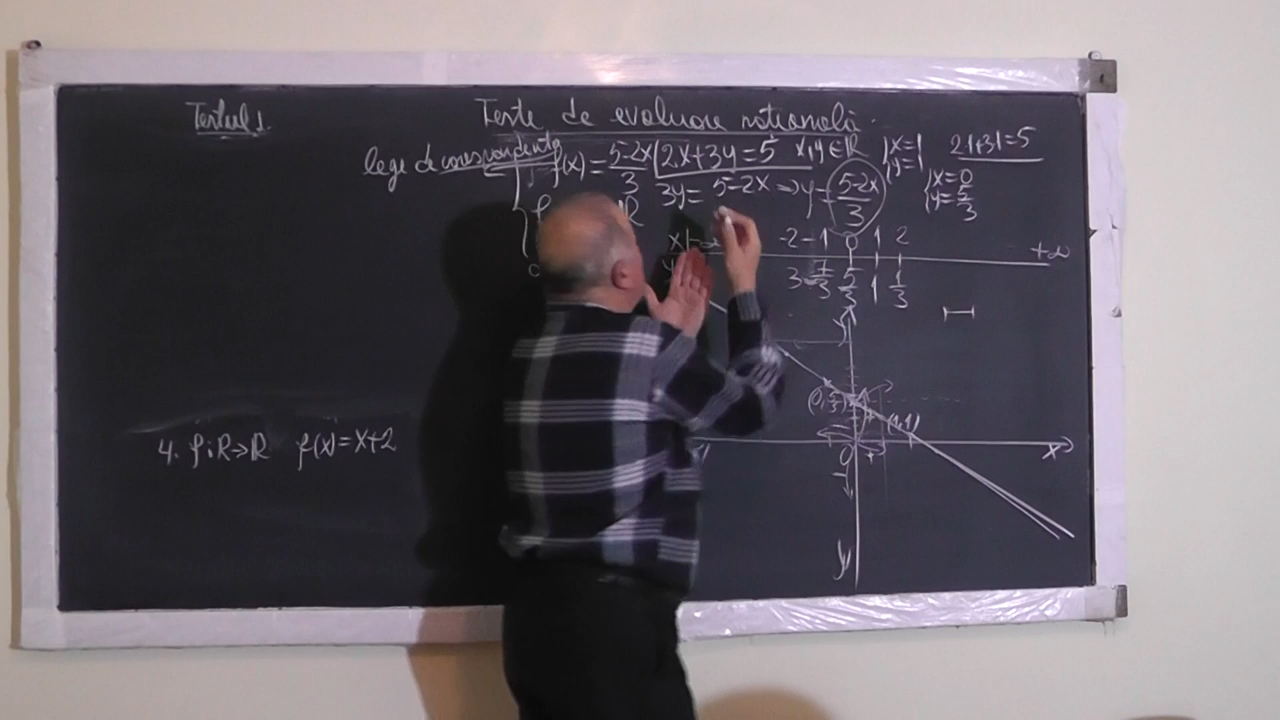 Testul 1.
Teste de evaluare națională.
lege de corespondență
f(x)=5-2x/3 2x+3y=5 x,y∈R {x=1 y=1 2·1+3·1=5
3y=5-2x⇒y=5-2x/3 {x=0 y=5/3
R
x -∞ -2 -1 0 1 2 +∞
y 3 7/3 5/3 1 1/3
y
(0,5/3) (1,1)
0 x
4. f:R→R f(x)=x+2
y'